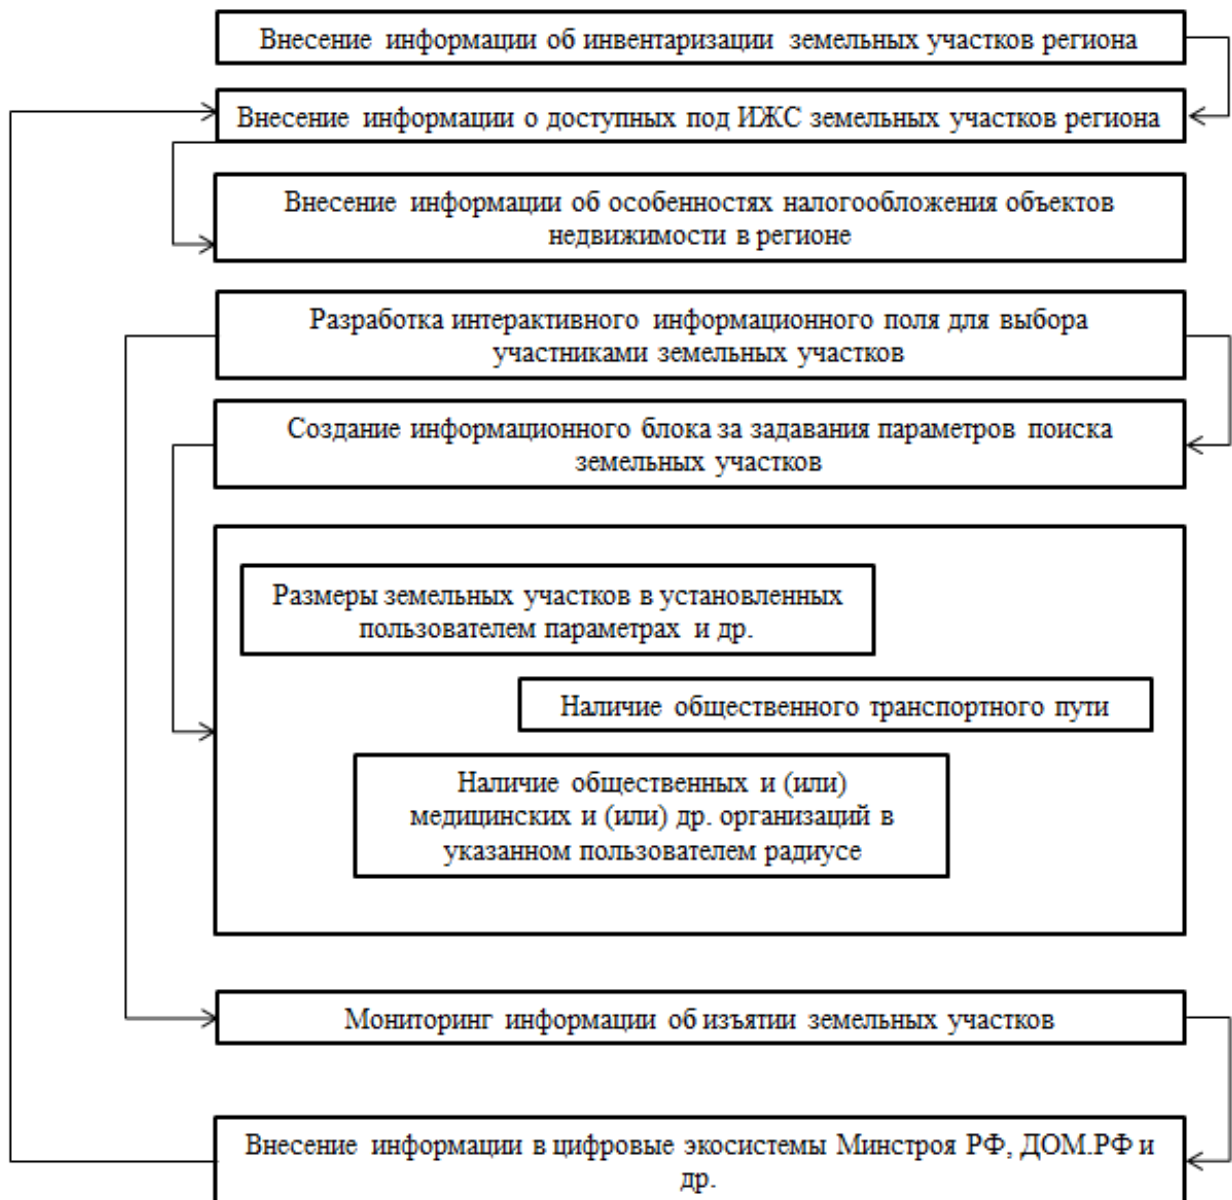 Внесение информации об инвентаризации земельных участков региона
Внесение информации о доступных под ИЖС земельных участков региона
Внесение информации об особенностях налогообложения объектов
недвижимости в регионе
Разработка интерактивного информационного поля для выбора
участниками земельных участков
Создание информационного блока за задавания параметров поиска
земельных участков
Размеры земельных участков в установленных
пользователем параметрах и др.
Наличие общественного транспортного пути
Наличие общественных и (или)
медицинских и (или) др. организаций в
указанном пользователем радиусе
Мониторинг информации об изъятии земельных участков
Внесение информации в цифровые экосистемы Минстроя РФ, ДОМ.РФ и
др.